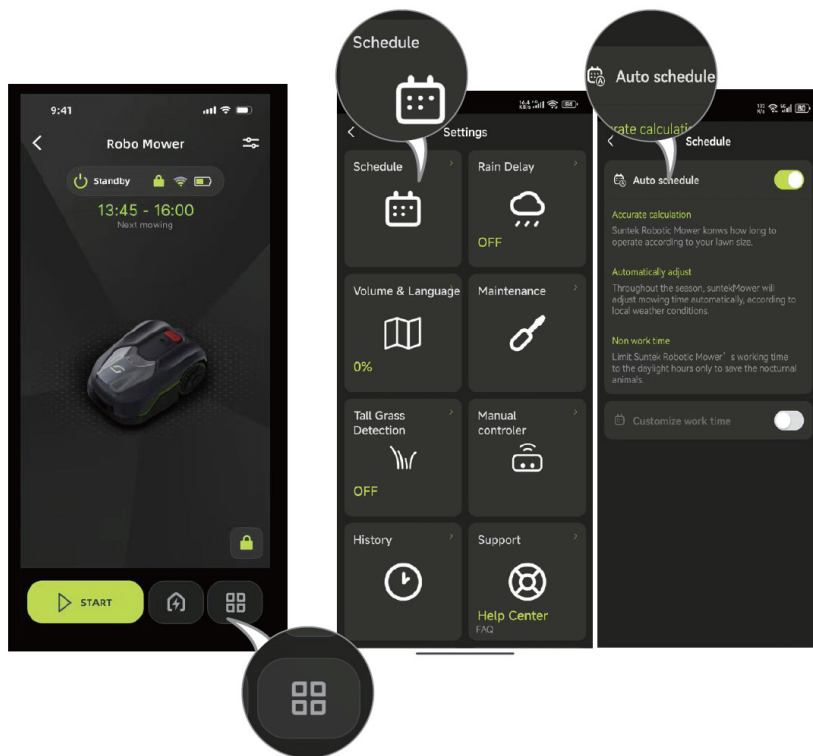 9:41
Robo Mower
Standby
13:45 - 16:00
Next mowing
START
Schedule
Settings
Schedule
Rain Delay
OFF
Volume & Language
Maintenance
0%
Tall Grass
Detection
Manual
controler
OFF
History
Support
Help Center
FAQ
Auto schedule
rate calculati
Schedule
Auto schedule
Accurate calculation
Suntek Robotic Mower konws how long to
operate according to your lawn size.
Automatically adjust
Throughout the season, suntekMower will
adjust mowing time automatically, according to
local weather conditions.
Non work time
Limit Suntek Robotic Mower' s working time
to the daylight hours only to save the nocturnal
animals.
Customize work time